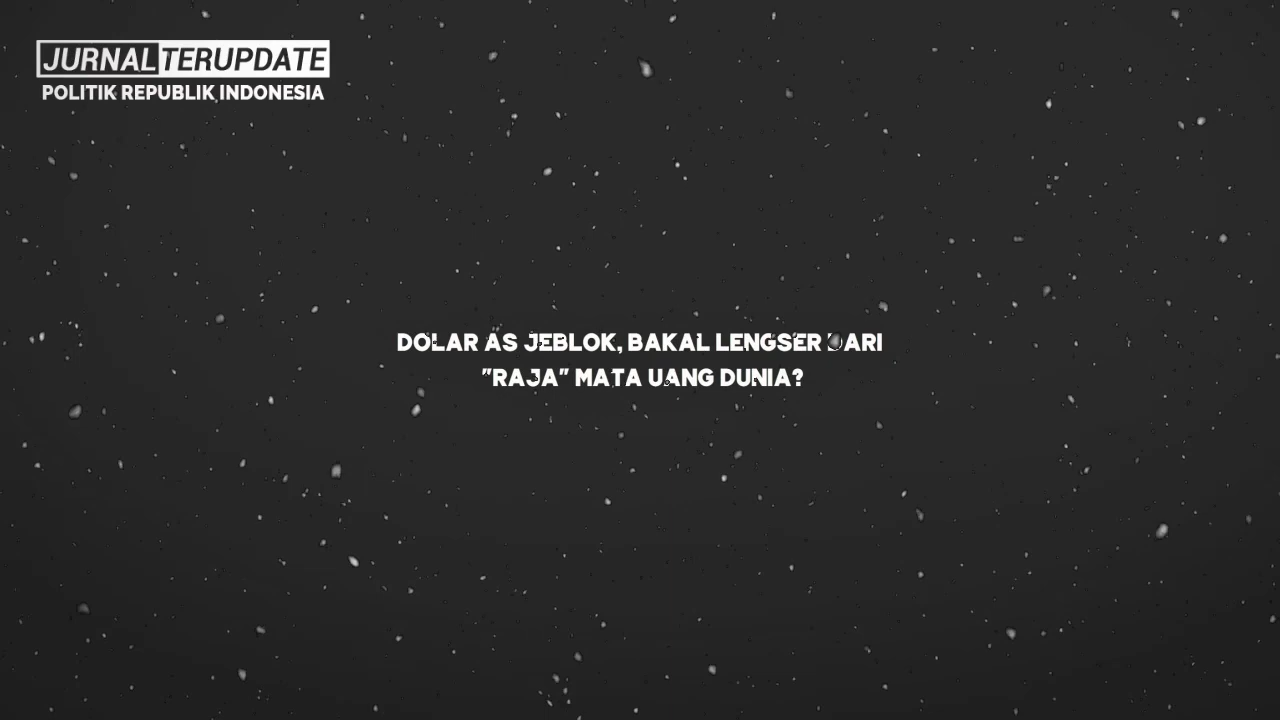 JURNALTERUPDATE
POLITIK REPUBLIK INDONESIA
DOLAR AS JEBLOK, BAKAL LENGSER DARI
"RAJA" MATA UANG DUNIA?